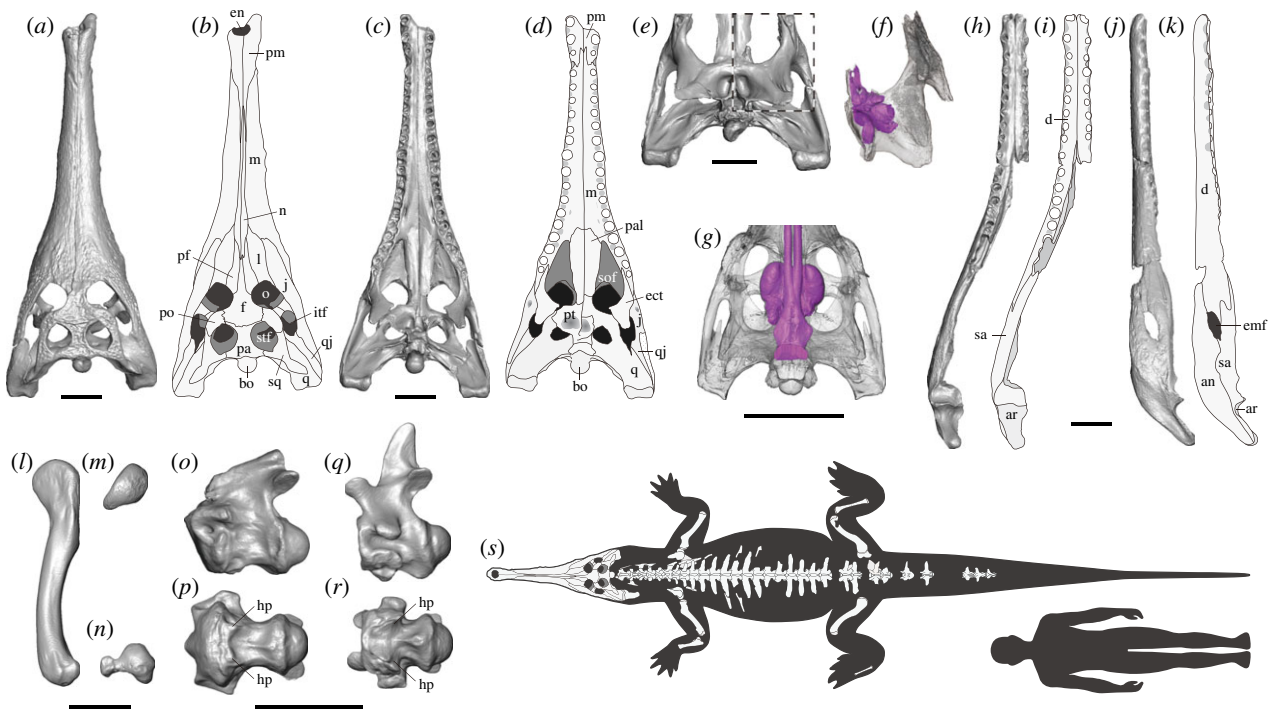 (a)
(b)
en
pm
m
n
pf
l
j
o
f
po
itf
stf
pa
qj
bo
sq
q
(c)
(d)
pm
m
pal
sof
ect
pt
j
qj
q
bo
(e)
(f)
(g)
(h)
(i)
d
sa
ar
(j)
(k)
d
emf
sa
an
ar
(l)
(m)
(n)
(o)
(p)
hp
hp
(q)
(r)
hp
hp
(s)